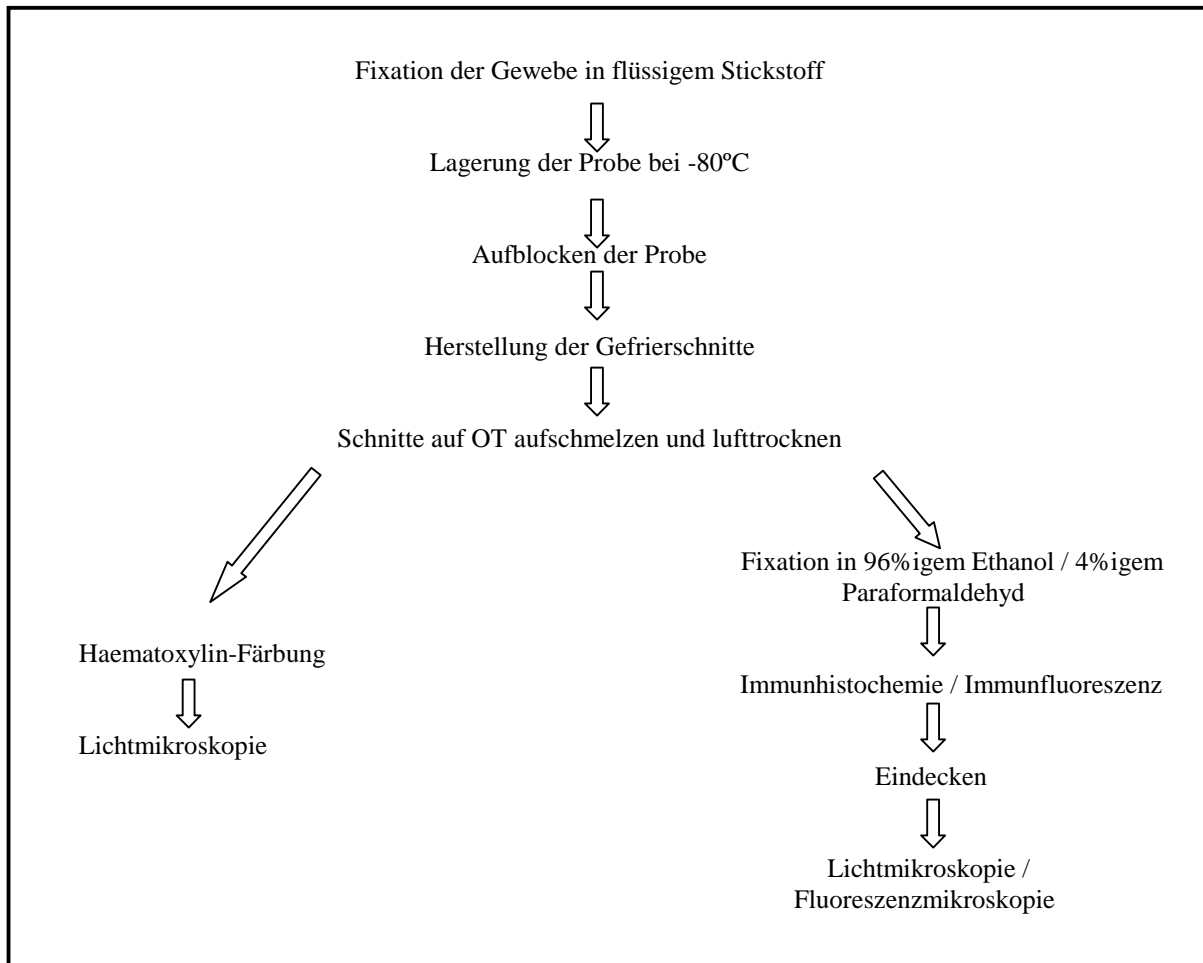 Fixation der Gewebe in flüssigem Stickstoff
Lagerung der Probe bei -80ºC
Aufblocken der Probe
Herstellung der Gefrierschnitte
Schnitte auf OT aufschmelzen und lufttrocknen
Haematoxylin-Färbung
Lichtmikroskopie
Fixation in 96%igem Ethanol / 4%igem
Paraformaldehyd
Immunhistochemie / Immunfluoreszenz
Eindecken
Lichtmikroskopie /
Fluoreszenzmikroskopie